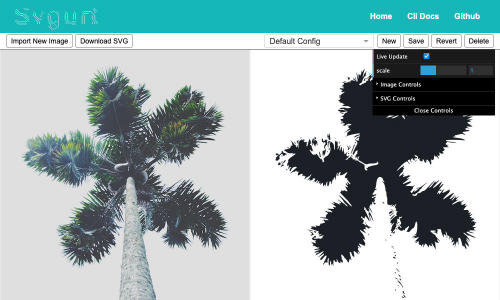 Svgurt
Home Cli Docs Github
Import New Image Download SVG Default Config New Save Revert Delete
Live Update
scale 1
Image Controls
SVG Controls
Close Controls